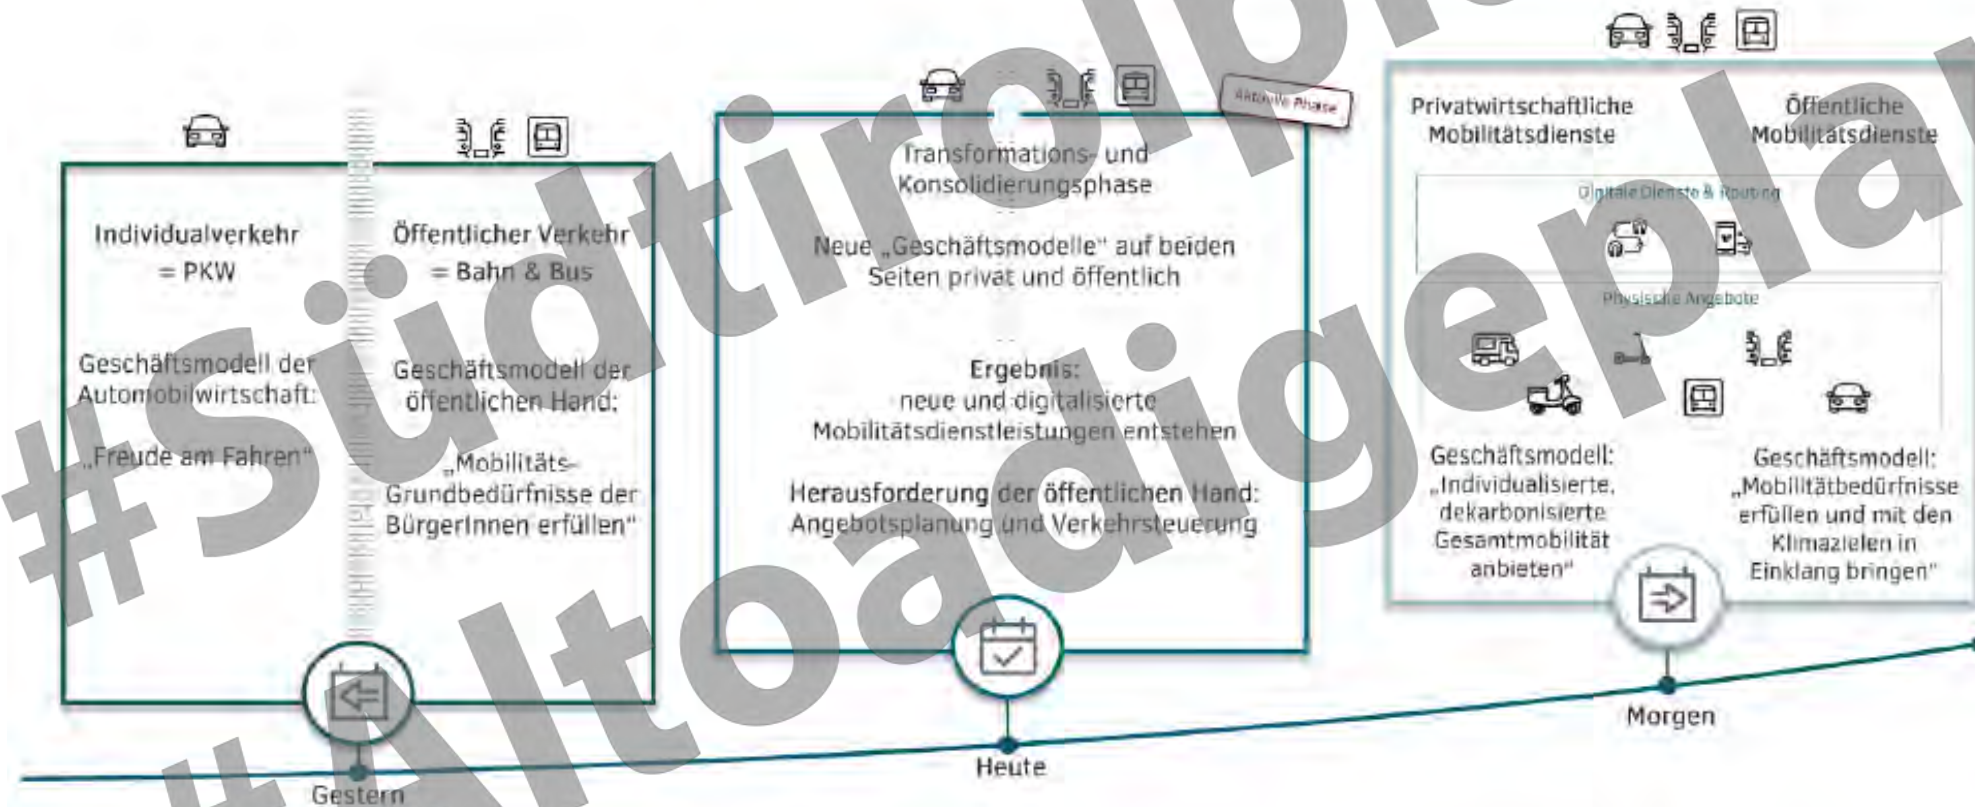 Individualverkehr
= PKW
Geschäftsmodell der
Automobilwirtschaft:
„Freude am Fahren“
Öffentlicher Verkehr
= Bahn & Bus
Geschäftsmodell der
öffentlichen Hand:
„Mobilitäts-
Grundbedürfnisse der
BürgerInnen erfüllen“
Gestern
Aktuelle Phase
Transformations- und
Konsolidierungsphase
Neue „Geschäftsmodelle“ auf beiden
Seiten privat und öffentlich
Ergebnis:
neue und digitalisierte
Mobilitätsdienstleistungen entstehen
Herausforderung der öffentlichen Hand:
Angebotsplanung und Verkehrsteuerung
Heute
Privatwirtschaftliche
Mobilitätsdienste
Öffentliche
Mobilitätsdienste
Digitale Dienste & Routing
Physische Angebote
Geschäftsmodell:
„Individualisierte,
dekarbonisierte
Gesamtmobilität
anbieten“
Geschäftsmodell:
„Mobilitätbedürfnisse
erfüllen und mit den
Klimazielen in
Einklang bringen“
Morgen
#Südtirolpl
#Altoadigepla